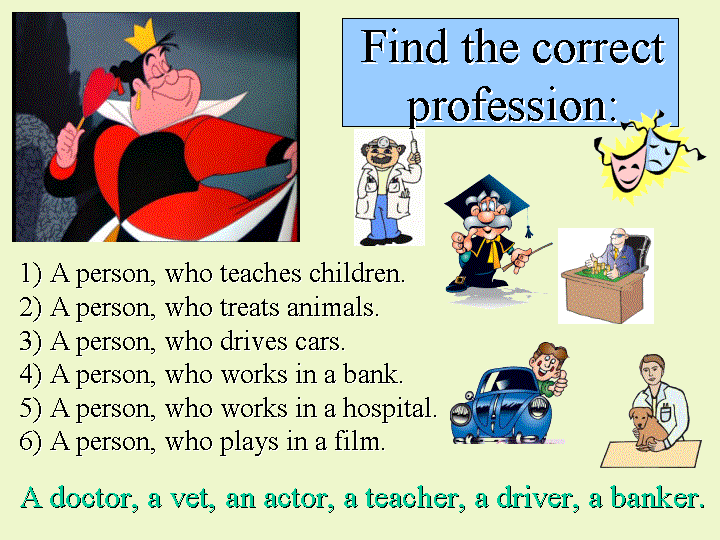 Find the correct
profession:
1) A person, who teaches children.
2) A person, who treats animals.
3) A person, who drives cars.
4) A person, who works in a bank.
5) A person, who works in a hospital.
6) A person, who plays in a film.
A doctor, a vet, an actor, a teacher, a driver, a banker.